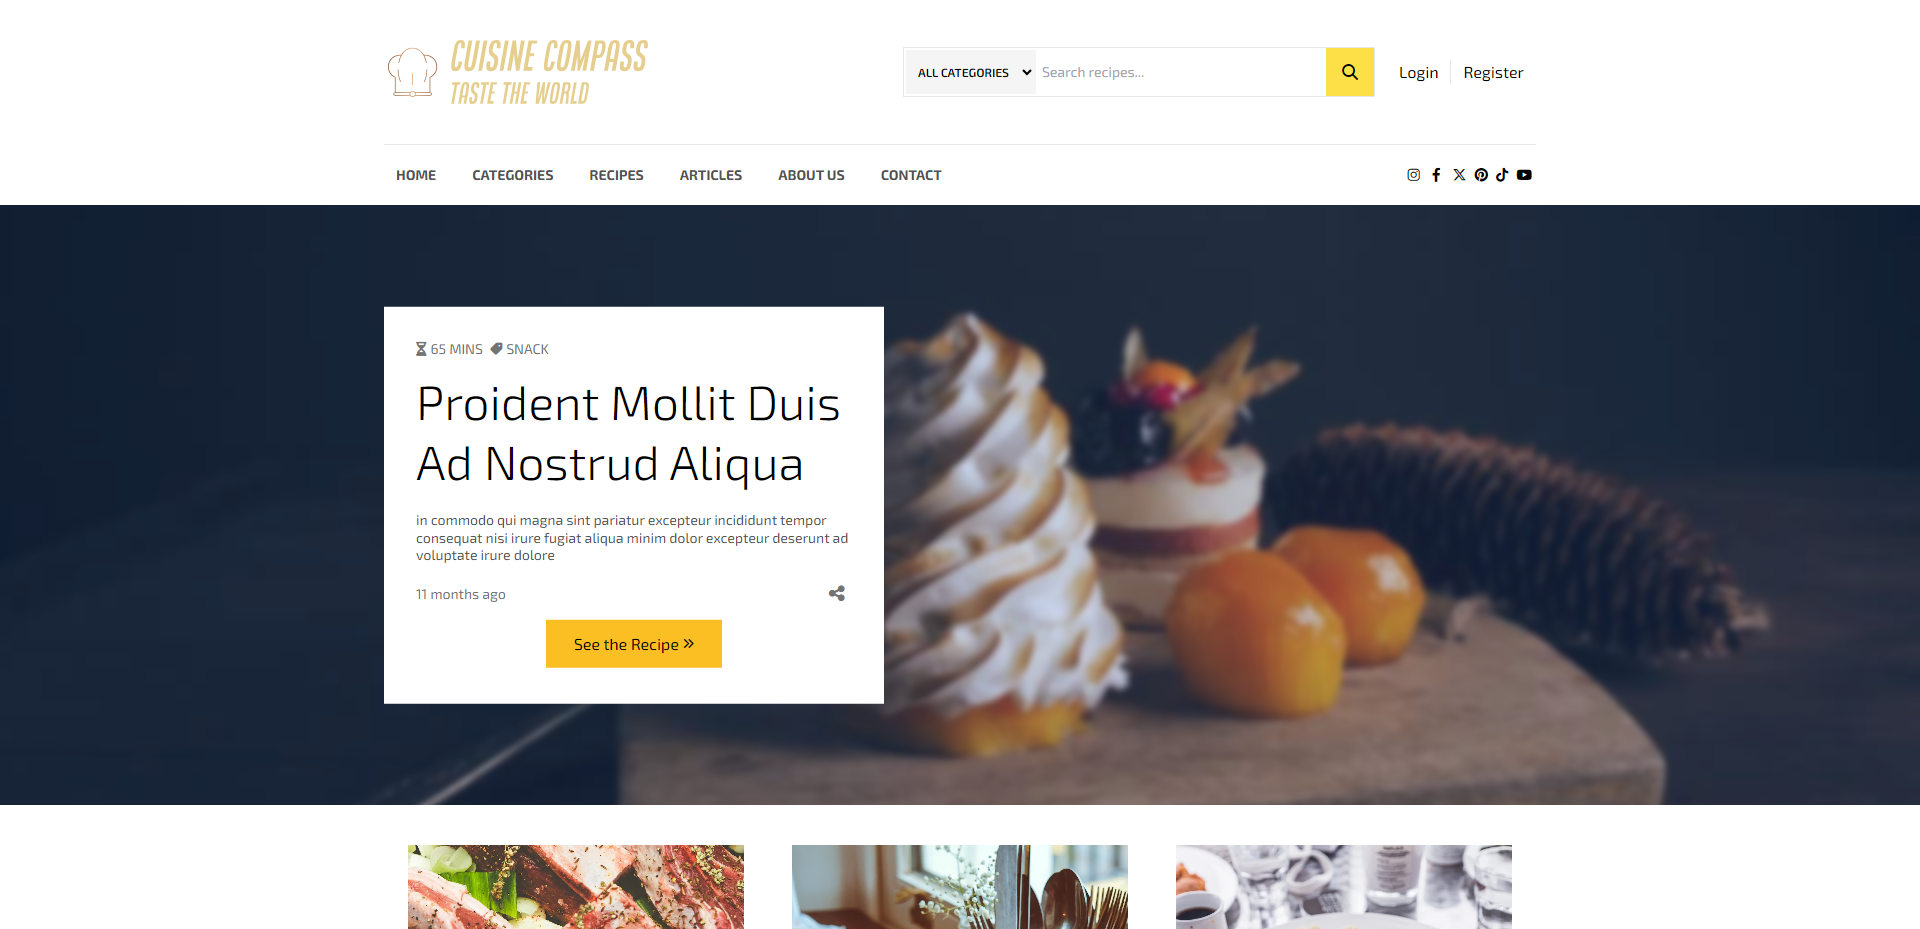 CUISINE COMPASS
TASTE THE WORLD
ALL CATEGORIES
Search recipes...
Login
Register
HOME
CATEGORIES
RECIPES
ARTICLES
ABOUT US
CONTACT
65 MINS
SNACK
Proident Mollit Duis
Ad Nostrud Aliqua
in commodo qui magna sint pariatur excepteur incididunt tempor
consequat nisi irure fugiat aliqua minim dolor excepteur deserunt ad
voluptate irure dolore
11 months ago
See the Recipe